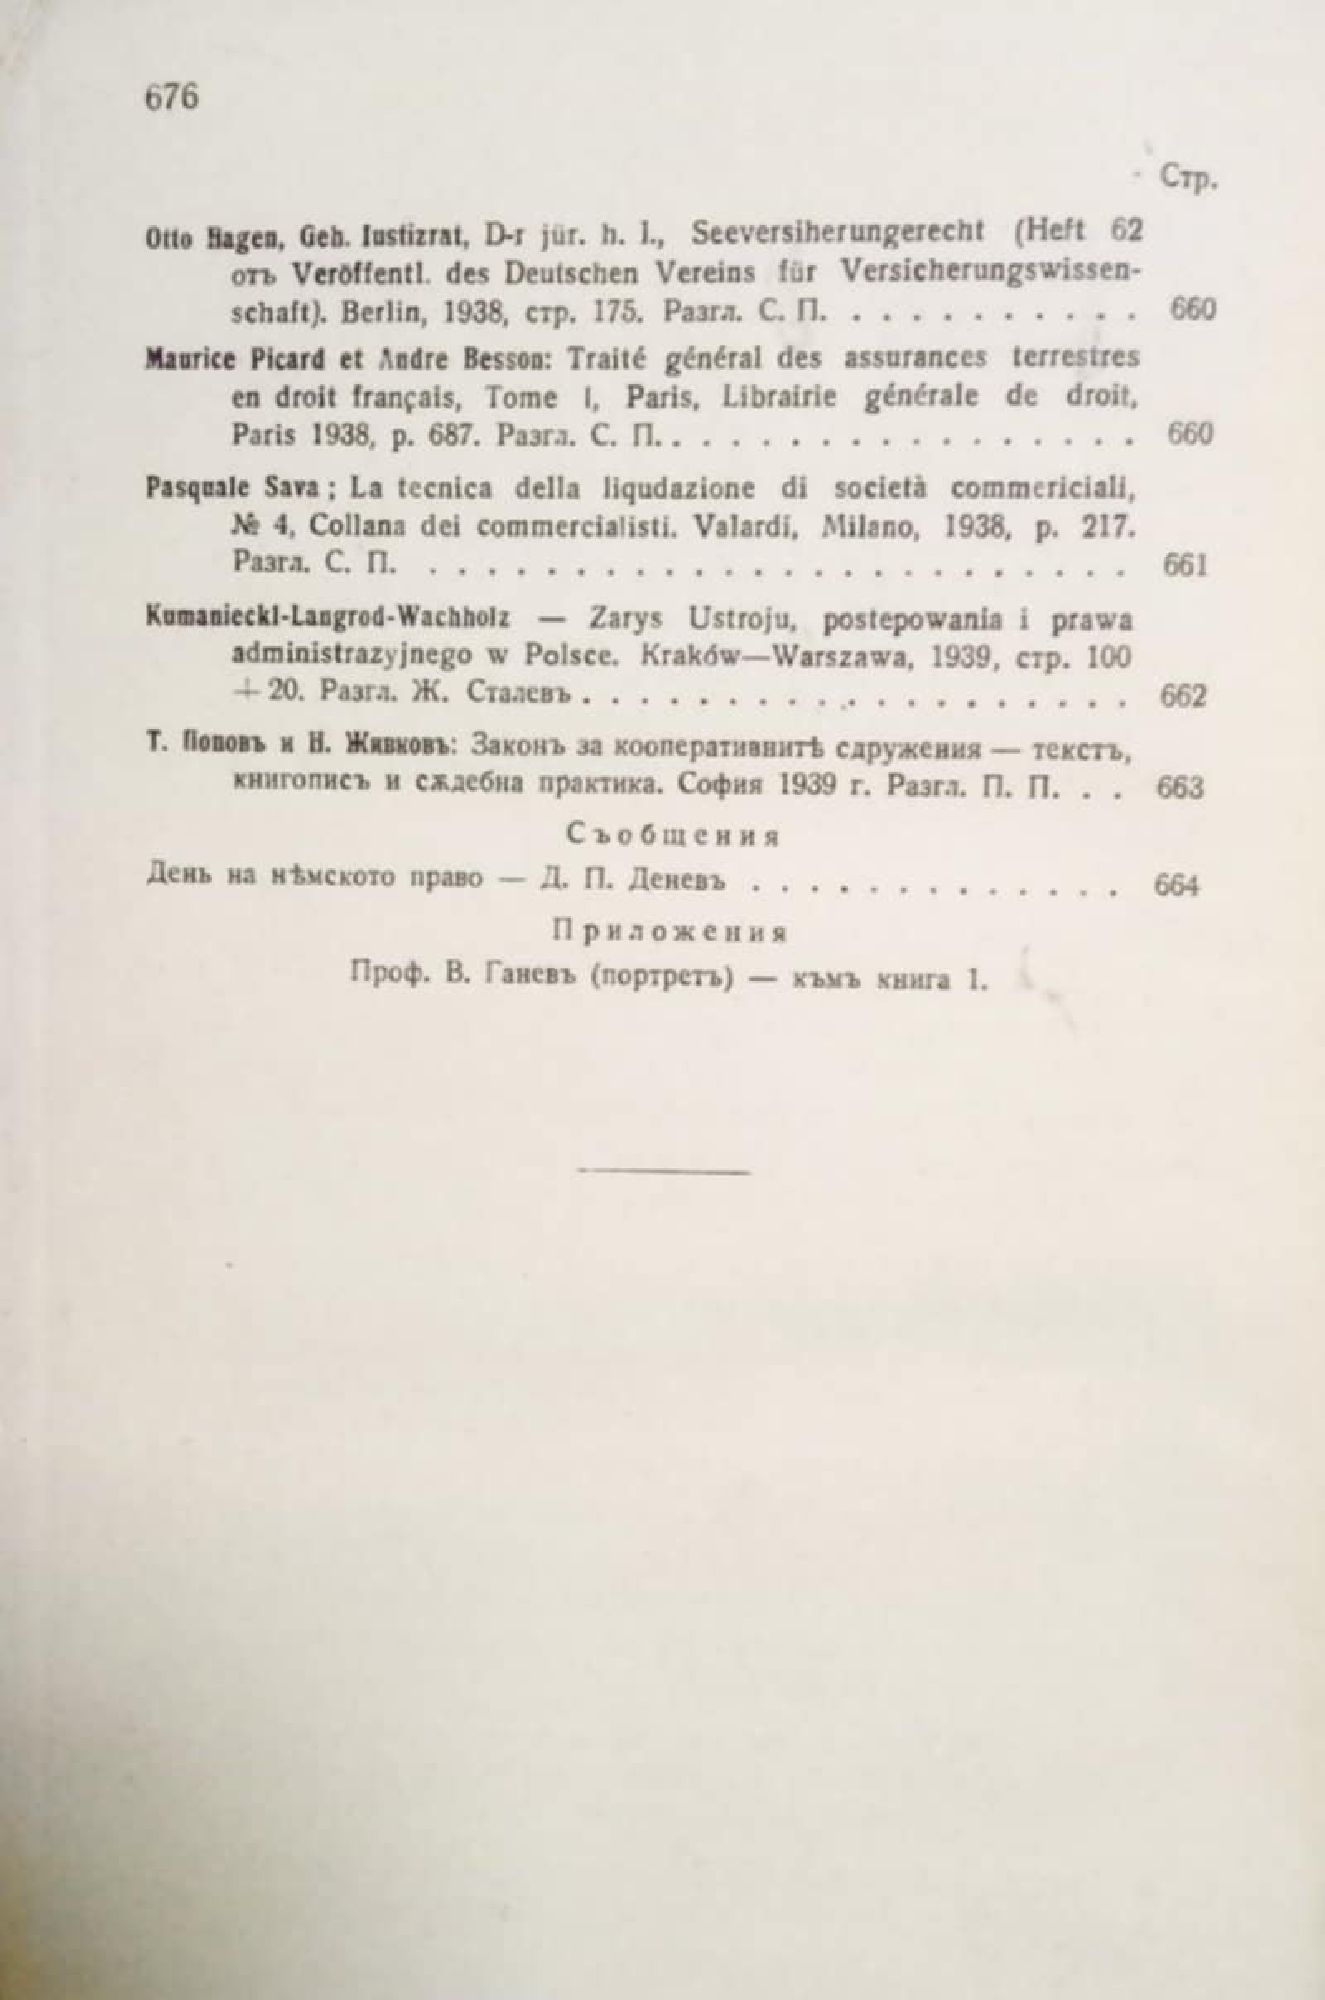 676
Стр.
Otto Hagen, Geh. Iustizrat, D-r jür. h. l., Seeversiherungerecht (Heft 62
отъ Veröffentl. des Deutschen Vereins für Versicherungswissen-
schaft). Berlin, 1938, стр. 175. Разгл. С. П. . . . . . . . . . . . 660
Maurice Picard et Andre Besson: Traité général des assurances terrestres
en droit français, Tome I, Paris, Librairie générale de droit,
Paris 1938, p. 687. Разгл. С. П. . . . . . . . . . . . . . . . . 660
Pasquale Sava; La tecnica della liqudazione di società commericiali,
№ 4, Collana dei commercialisti. Valardi, Milano, 1938, p. 217.
Разгл. С. П. . . . . . . . . . . . . . . . . . . . . . . . . . 661
Kumaniecki-Langrod-Wachholz — Zarys Ustroju, postepowania i prawa
administrazyjnego w Polsce. Kraków—Warszawa, 1939, стр. 100
+ 20. Разгл. Ж. Сталевъ . . . . . . . . . . . . . . . . . . . 662
Т. Поповъ и Н. Живковъ: Законъ за кооперативнитѣ сдружения — текстъ,
книгописъ и сѫдебна практика. София 1939 г. Разгл. П. П. . . . 663
Съобщения
День на нѣмското право — Д. П. Деневъ . . . . . . . . . . . . . 664
Приложения
Проф. В. Ганевъ (портретъ) — къмъ книга 1.